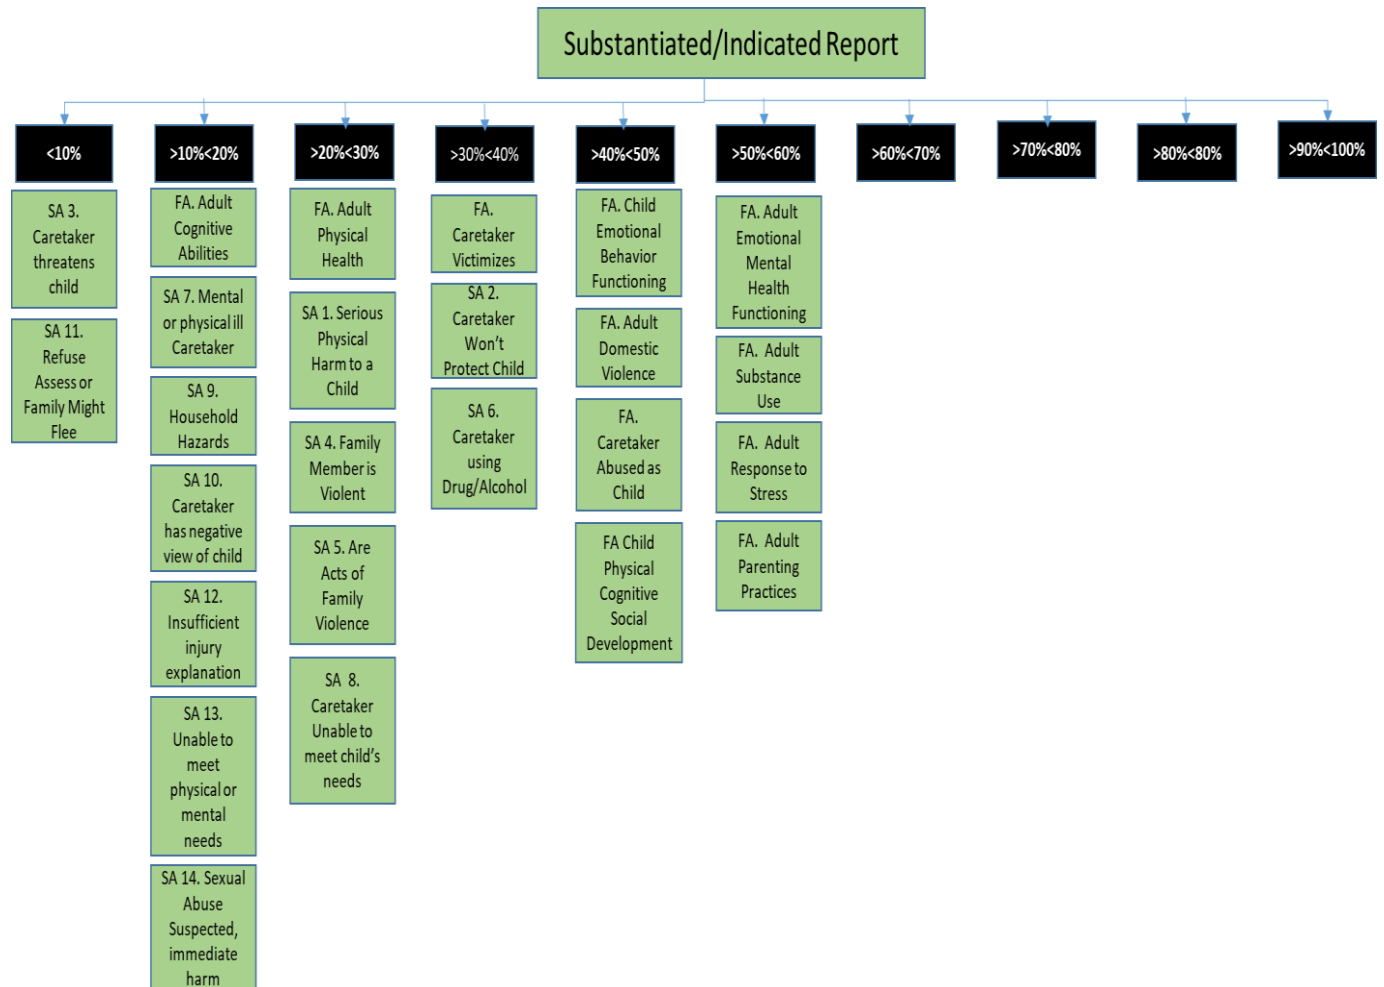 Substantiated/Indicated Report
<10%
>10%<20%
>20%<30%
>30%<40%
>40%<50%
>50%<60%
>60%<70%
>70%<80%
>80%<80%
>90%<100%
SA 3.
Caretaker
threatens
child
SA 11.
Refuse
Assess or
Family Might
Flee
FA. Adult
Cognitive
Abilities
SA 7. Mental
or physical ill
Caretaker
SA 9.
Household
Hazards
SA 10.
Caretaker
has negative
view of child
SA 12.
Insufficient
injury
explanation
SA 13.
Unable to
meet
physical or
mental
needs
SA 14. Sexual
Abuse
Suspected,
immediate
harm
FA. Adult
Physical
Health
SA 1. Serious
Physical
Harm to a
Child
SA 4. Family
Member is
Violent
SA 5. Are
Acts of
Family
Violence
SA 8.
Caretaker
Unable to
meet child’s
needs
FA.
Caretaker
Victimizes
SA 2.
Caretaker
Won’t
Protect Child
SA 6.
Caretaker
using
Drug/Alcohol
FA. Child
Emotional
Behavior
Functioning
FA. Adult
Domestic
Violence
FA.
Caretaker
Abused as
Child
FA Child
Physical
Cognitive
Social
Development
FA. Adult
Emotional
Mental
Health
Functioning
FA. Adult
Substance
Use
FA. Adult
Response to
Stress
FA. Adult
Parenting
Practices